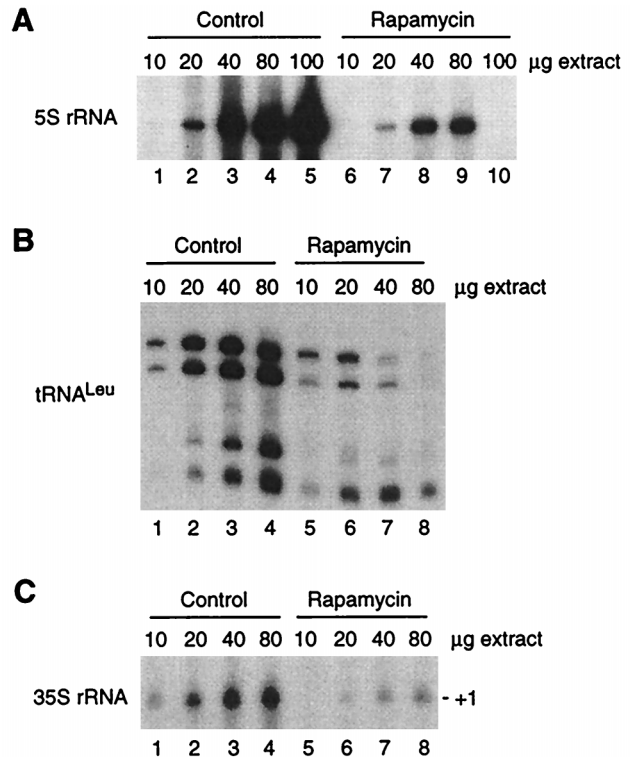 A
Control Rapamycin
10 20 40 80 100 10 20 40 80 100 µg extract
5S rRNA
1 2 3 4 5 6 7 8 9 10
B
Control Rapamycin
10 20 40 80 10 20 40 80 µg extract
tRNALeu
1 2 3 4 5 6 7 8
C
Control Rapamycin
10 20 40 80 10 20 40 80 µg extract
35S rRNA - +1
1 2 3 4 5 6 7 8